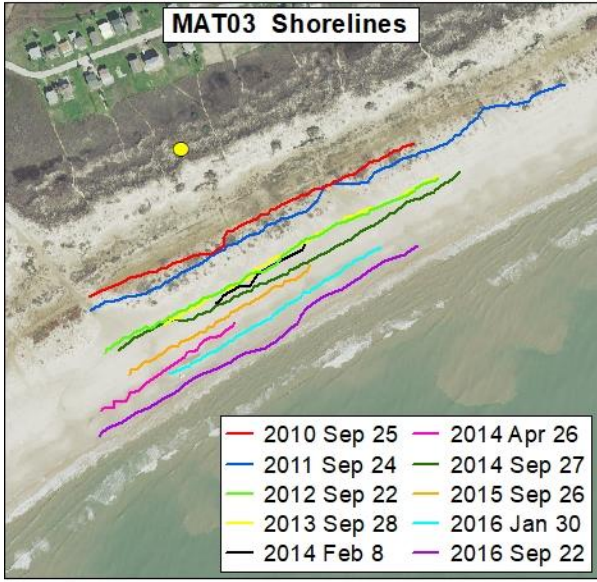 MAT03 Shorelines
2010 Sep 25
2011 Sep 24
2012 Sep 22
2013 Sep 28
2014 Feb 8
2014 Apr 26
2014 Sep 27
2015 Sep 26
2016 Jan 30
2016 Sep 22